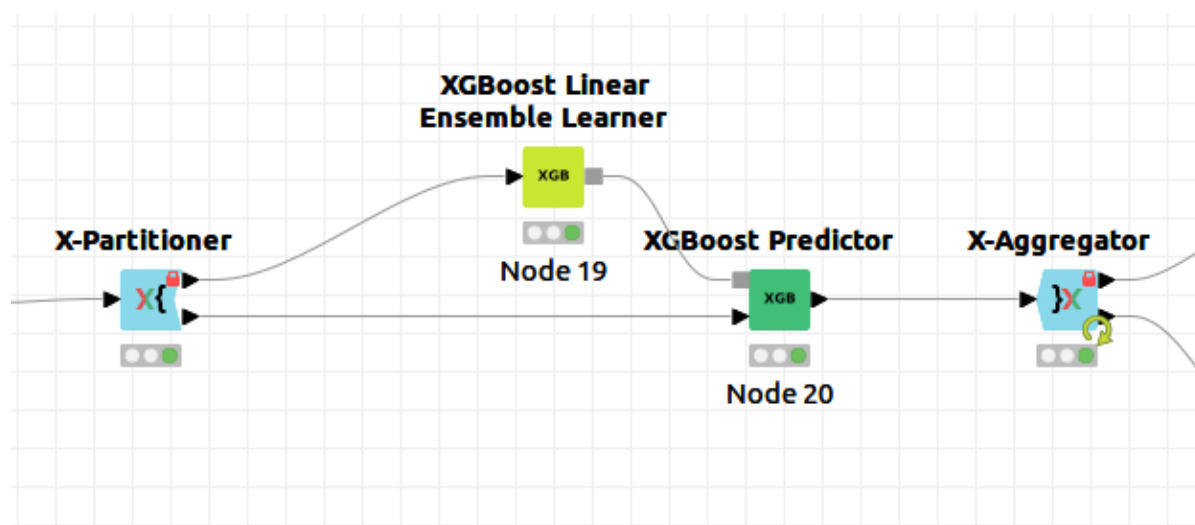 XGBoost Linear
Ensemble Learner
XGB
Node 19
X-Partitioner
X{
XGBoost Predictor
XGB
Node 20
X-Aggregator
}X